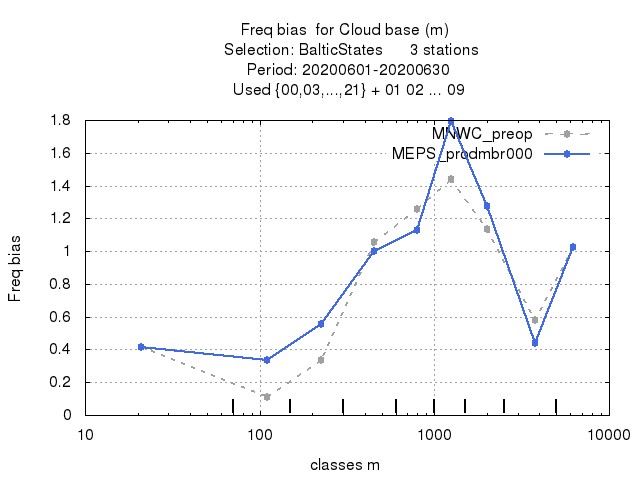 Freq bias  for Cloud base (m)
Selection: BalticStates      3 stations
Period: 20200601-20200630
Used {00,03,...,21} + 01 02 ... 09
MNWC_preop
MEPS_prodmbr000
Freq bias
1.8
1.6
1.4
1.2
1
0.8
0.6
0.4
0.2
0
10
100
1000
10000
classes m